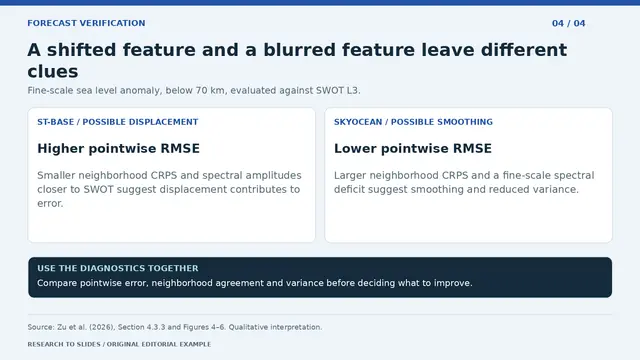 FORECAST VERIFICATION
04 / 04
A shifted feature and a blurred feature leave different
clues
Fine-scale sea level anomaly, below 70 km, evaluated against SWOT L3.
ST-BASE / POSSIBLE DISPLACEMENT
Higher pointwise RMSE
Smaller neighborhood CRPS and spectral amplitudes
closer to SWOT suggest displacement contributes to
error.
SKYOCEAN / POSSIBLE SMOOTHING
Lower pointwise RMSE
Larger neighborhood CRPS and a fine-scale spectral
deficit suggest smoothing and reduced variance.
USE THE DIAGNOSTICS TOGETHER
Compare pointwise error, neighborhood agreement and variance before deciding what to improve.
Source: Zu et al. (2026), Section 4.3.3 and Figures 4–6. Qualitative interpretation.
RESEARCH TO SLIDES / ORIGINAL EDITORIAL EXAMPLE